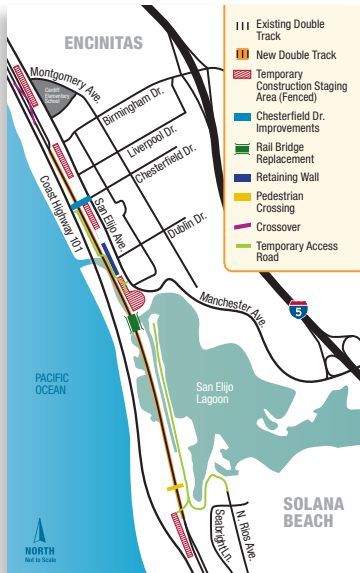 ENCINITAS
Montgomery Ave.
Cardiff
Elementary
School
Birmingham Dr.
Liverpool Dr.
Chesterfield Dr.
San Elijo Ave.
Coast Highway 101
Dublin Dr.
Manchester Ave.
5
PACIFIC
OCEAN
San Elijo
Lagoon
SOLANA
BEACH
N. Rios Ave.
Seabright Ln.
NORTH
Not to Scale
Existing Double
Track
New Double Track
Temporary
Construction Staging
Area (Fenced)
Chesterfield Dr.
Improvements
Rail Bridge
Replacement
Retaining Wall
Pedestrian
Crossing
Crossover
Temporary Access
Road